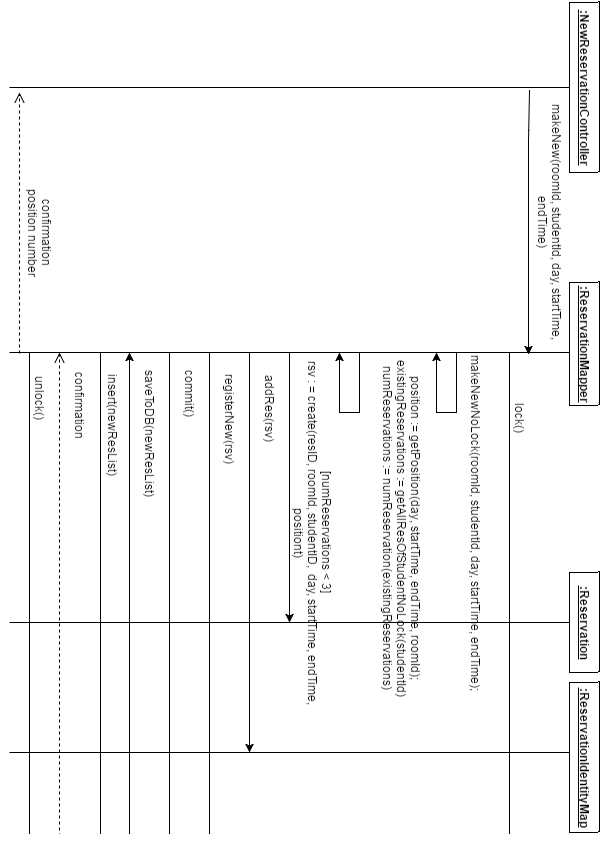 :NewReservationController
:ReservationMapper
:Reservation
:ReservationIdentityMap
makeNew(roomId, studentId, day, startTime,
endTime)
lock()
makeNewNoLock(roomId, studentId, day, startTime, endTime);
position := getPosition(day, startTime, endTime, roomId);
existingReservations := getAllResOfStudentNoLock(studentId)
numReservations := numReservation(existingReservations)
[numReservations < 3]
rsv : = create(resID, roomId, studentID, day, startTime, endTime,
positiont)
addRes(rsv)
registerNew(rsv)
commit()
saveToDB(newResList)
insert(newResList)
confirmation
unlock()
confirmation
position number